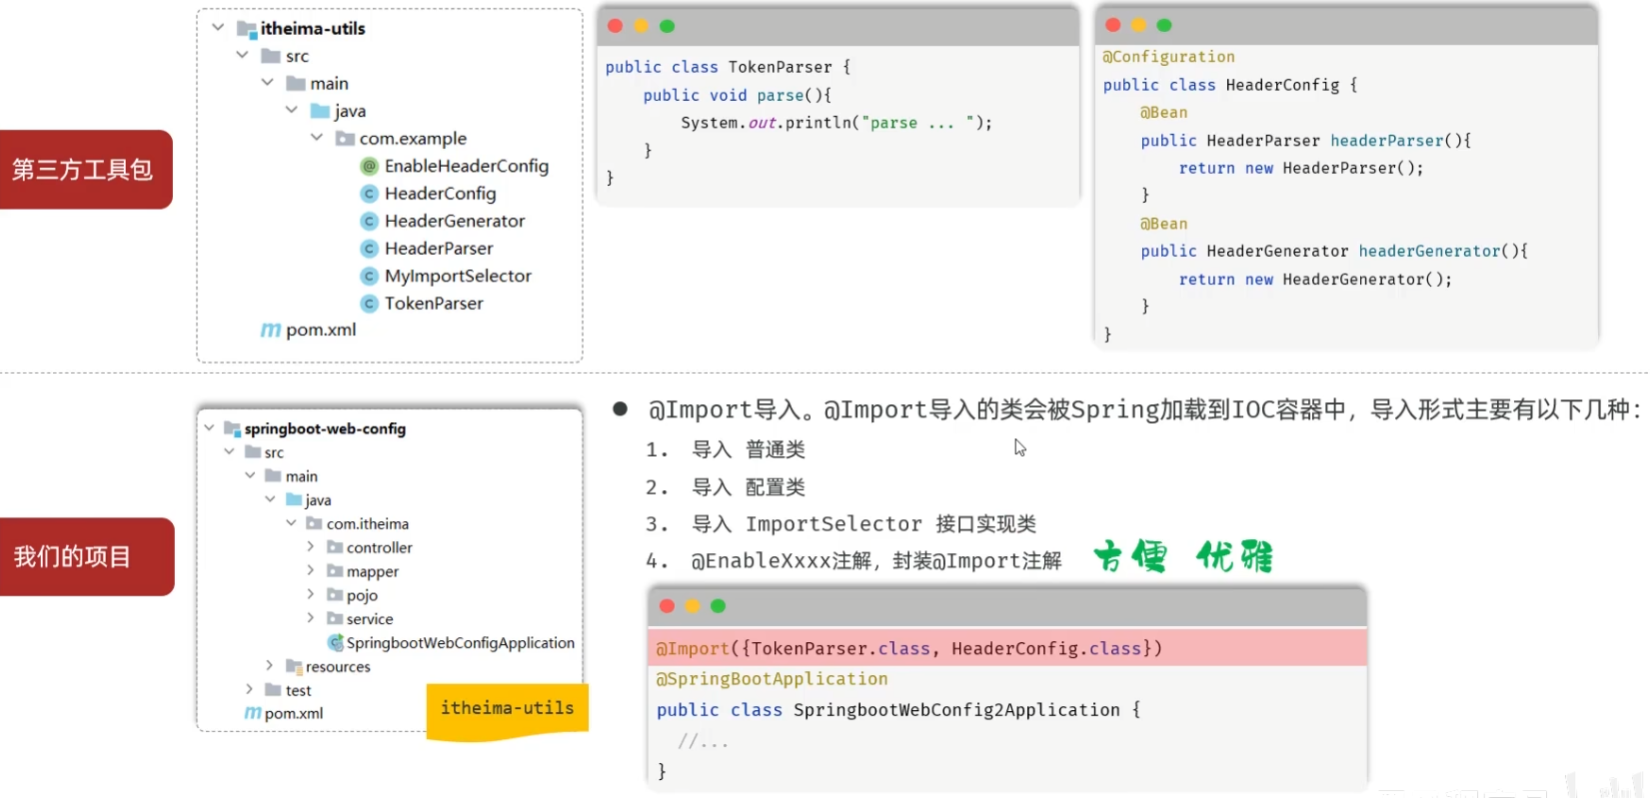 第三方工具包
itheima-utils
src
main
java
com.example
EnableHeaderConfig
HeaderConfig
HeaderGenerator
HeaderParser
MyImportSelector
TokenParser
pom.xml
public class TokenParser {
public void parse(){
System.out.println("parse ... ");
}
}
@Configuration
public class HeaderConfig {
@Bean
public HeaderParser headerParser(){
return new HeaderParser();
}
@Bean
public HeaderGenerator headerGenerator(){
return new HeaderGenerator();
}
}
我们的项目
springboot-web-config
src
main
java
com.itheima
controller
mapper
pojo
service
SpringbootWebConfigApplication
resources
test
pom.xml
itheima-utils
● @Import导入。@Import导入的类会被Spring加载到IOC容器中，导入形式主要有以下几种：
1. 导入 普通类
2. 导入 配置类
3. 导入 ImportSelector 接口实现类
4. @EnableXxxx注解，封装@Import注解 方便 优雅
@Import({TokenParser.class, HeaderConfig.class})
@SpringBootApplication
public class SpringbootWebConfig2Application {
//...
}